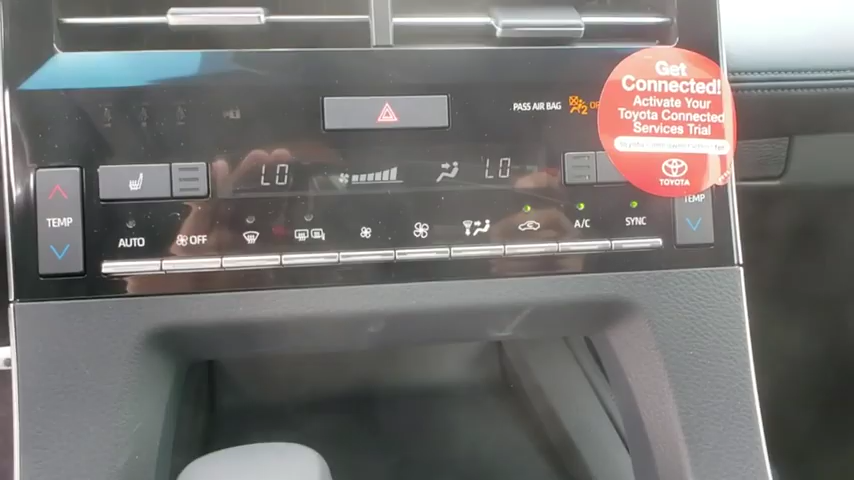 Get
Connected!
Activate Your
Toyota Connected
Services Trial
TOYOTA
PASS AIR BAG
2
LO
LO
TEMP
TEMP
AUTO
OFF
A/C
SYNC